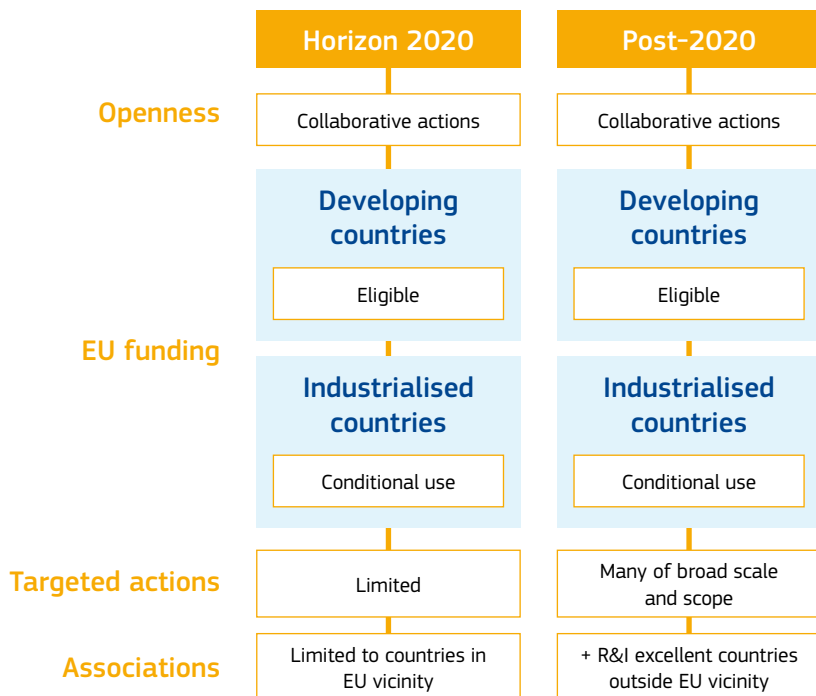 Horizon 2020
Post-2020
Openness
Collaborative actions
Collaborative actions
EU funding
Developing
countries
Eligible
Developing
countries
Eligible
Industrialised
countries
Conditional use
Industrialised
countries
Conditional use
Targeted actions
Limited
Many of broad scale
and scope
Associations
Limited to countries in
EU vicinity
+ R&I excellent countries
outside EU vicinity